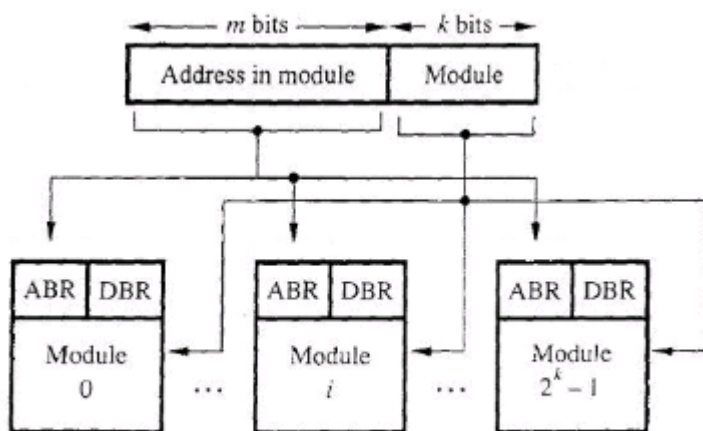 m bits k bits
Address in module Module
ABR DBR ABR DBR ABR DBR
Module Module Module
0 ... i ... 2^k − 1